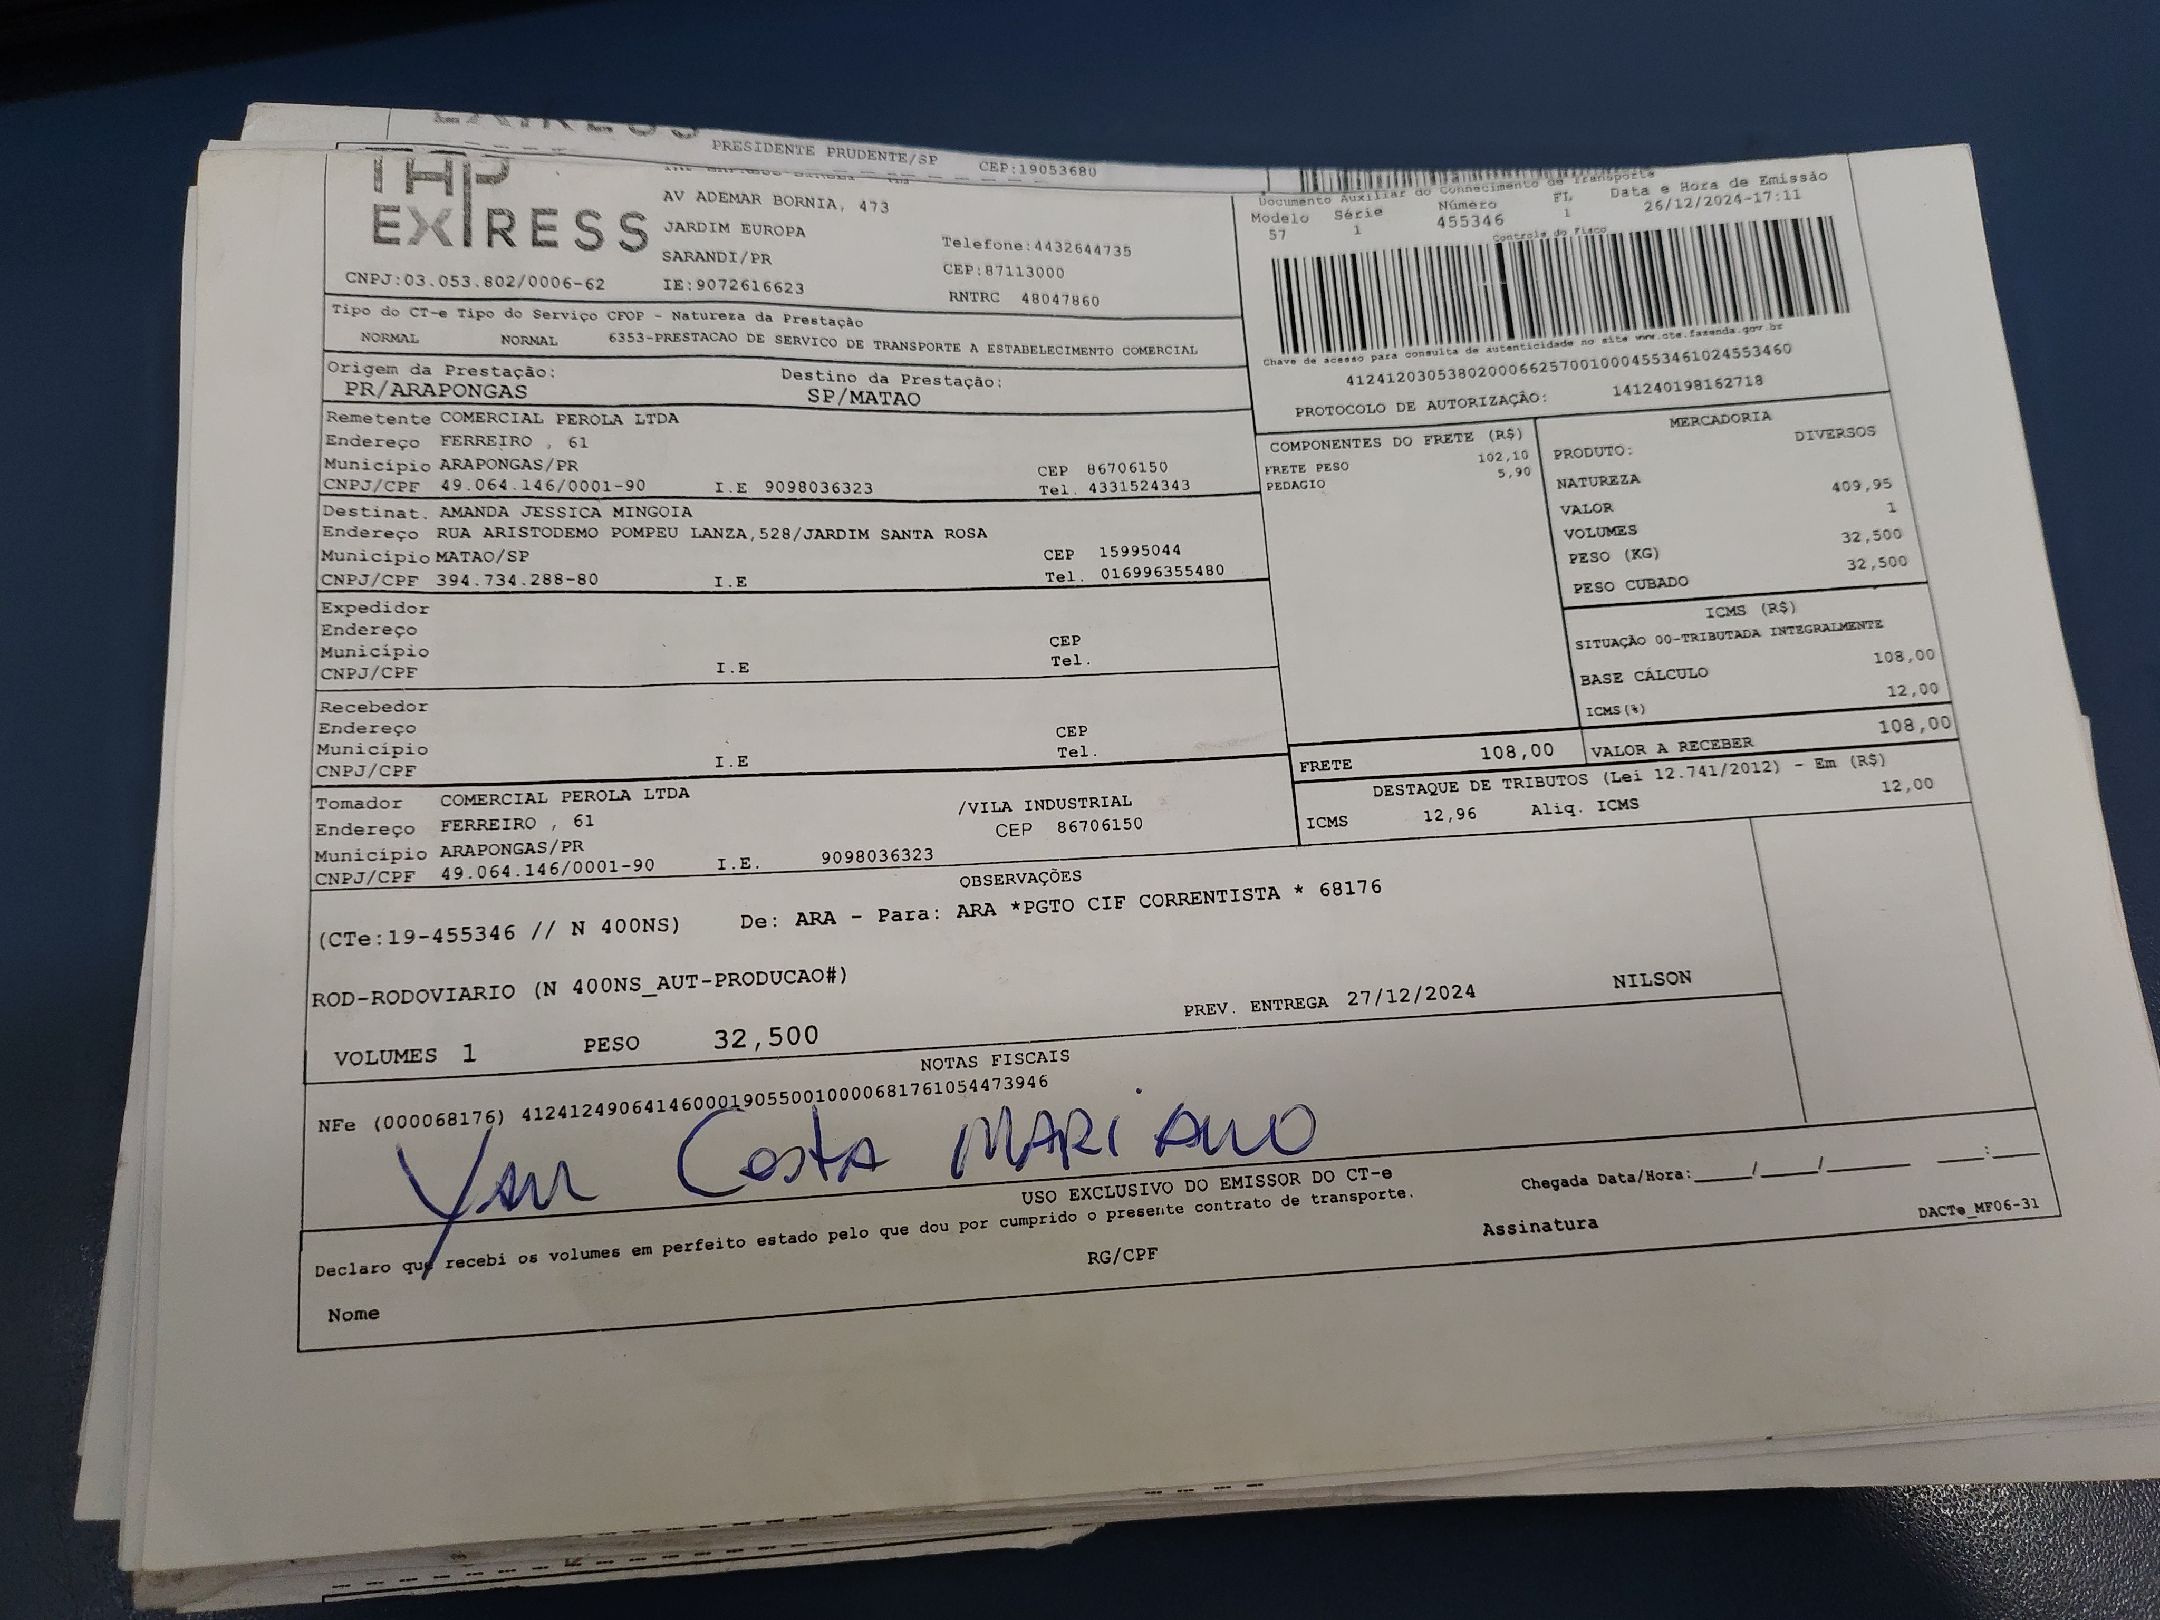 PRESIDENTE PRUDENTE/SP CEP:19053680
THP
EXPRESS
AV ADEMAR BORNIA, 473
JARDIM EUROPA
SARANDI/PR
CNPJ:03.053.802/0006-62 IE:9072616623
Telefone:4432644735
CEP:87113000
RNTRC 48047860
Documento Auxiliar do Conhecimento de Transporte
Modelo Série Número FL Data e Hora de Emissão
57 1 455346 1 26/12/2024-17:11
Controle do Fisco
Chave de acesso para consulta de autenticidade no site www.cte.fazenda.gov.br
41241203053802000662570010004553461024553460
PROTOCOLO DE AUTORIZAÇÃO: 141240198162718
Tipo do CT-e Tipo do Serviço CFOP - Natureza da Prestação
NORMAL NORMAL 6353-PRESTACAO DE SERVICO DE TRANSPORTE A ESTABELECIMENTO COMERCIAL
Origem da Prestação: Destino da Prestação:
PR/ARAPONGAS SP/MATAO
Remetente COMERCIAL PEROLA LTDA
Endereço FERREIRO , 61
Município ARAPONGAS/PR CEP 86706150
CNPJ/CPF 49.064.146/0001-90 I.E 9098036323 Tel. 4331524343
Destinat. AMANDA JESSICA MINGOIA
Endereço RUA ARISTODEMO POMPEU LANZA,528/JARDIM SANTA ROSA
Município MATAO/SP CEP 15995044
CNPJ/CPF 394.734.288-80 I.E Tel. 016996355480
Expedidor
Endereço
Município CEP
CNPJ/CPF I.E Tel.
Recebedor
Endereço
Município CEP
CNPJ/CPF I.E Tel.
Tomador COMERCIAL PEROLA LTDA
Endereço FERREIRO , 61 /VILA INDUSTRIAL
Município ARAPONGAS/PR CEP 86706150
CNPJ/CPF 49.064.146/0001-90 I.E. 9098036323
COMPONENTES DO FRETE (R$)
FRETE PESO 102,10
PEDAGIO 5,90
MERCADORIA
PRODUTO: DIVERSOS
NATUREZA
VALOR 409,95
VOLUMES 1
PESO (KG) 32,500
PESO CUBADO 32,500
ICMS (R$)
SITUAÇÃO 00-TRIBUTADA INTEGRALMENTE
BASE CÁLCULO 108,00
ICMS(%) 12,00
FRETE 108,00 VALOR A RECEBER 108,00
DESTAQUE DE TRIBUTOS (Lei 12.741/2012) - Em (R$)
ICMS 12,96 Aliq. ICMS 12,00
OBSERVAÇÕES
(CTe:19-455346 // N 400NS) De: ARA - Para: ARA *PGTO CIF CORRENTISTA * 68176
ROD-RODOVIARIO (N 400NS_AUT-PRODUCAO#)
VOLUMES 1 PESO 32,500 PREV. ENTREGA 27/12/2024 NILSON
NOTAS FISCAIS
NFe (000068176) 41241249064146000190550010000681761054473946
Yan Costa MARIANO
USO EXCLUSIVO DO EMISSOR DO CT-e
Declaro que recebi os volumes em perfeito estado pelo que dou por cumprido o presente contrato de transporte.
Chegada Data/Hora:____/____/______ ___:___
Nome RG/CPF Assinatura
DACTe_MF06-31